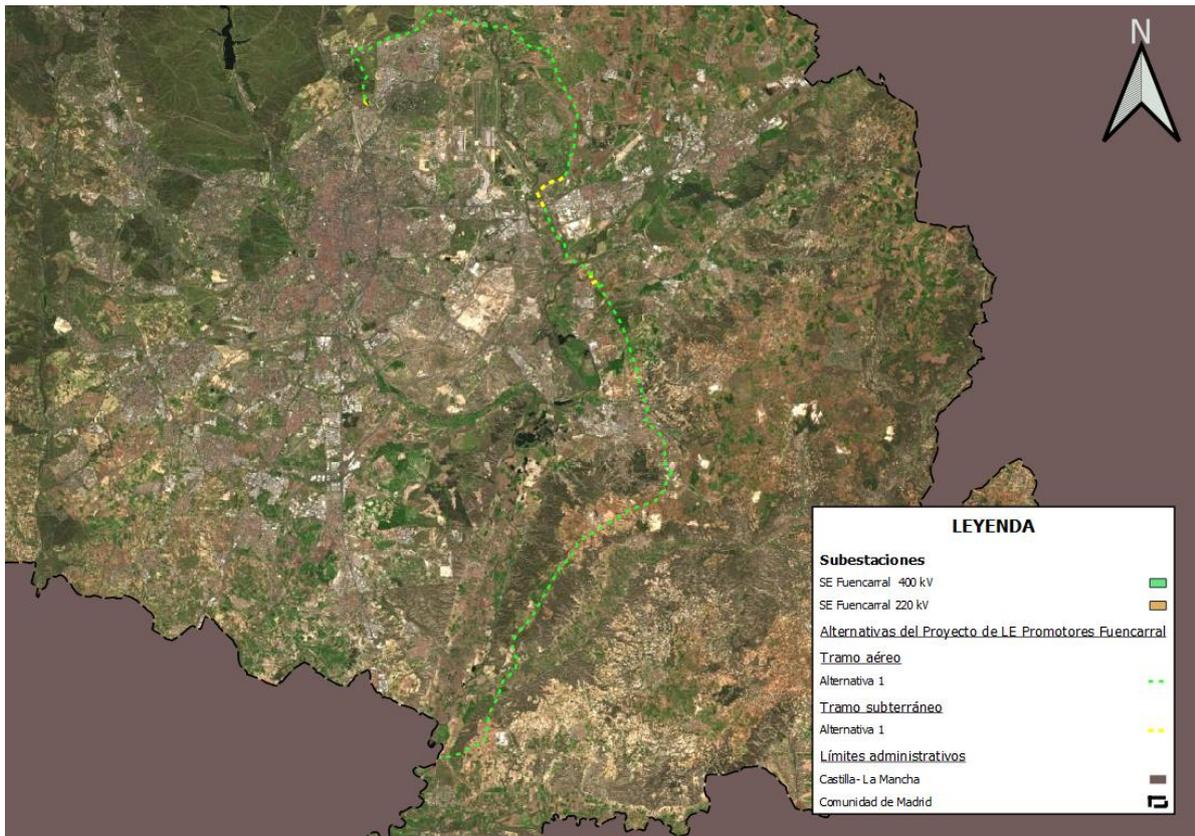 N
LEYENDA
Subestaciones
SE Fuencarral 400 kV
SE Fuencarral 220 kV
Alternativas del Proyecto de LE Promotores Fuencarral
Tramo aéreo
Alternativa 1
Tramo subterráneo
Alternativa 1
Límites administrativos
Castilla- La Mancha
Comunidad de Madrid